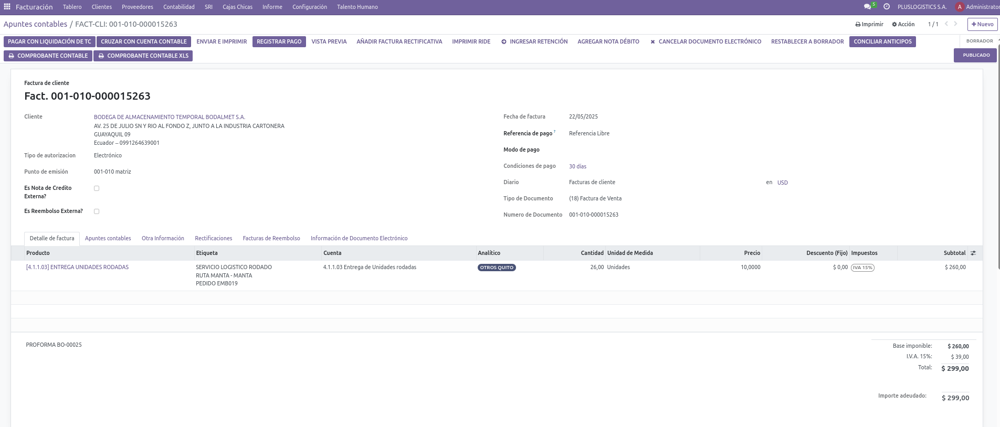 Facturación Tablero Clientes Proveedores Contabilidad SRI Cajas Chicas Informe Configuración Talento Humano 5 PLUSLOGISTICS S.A. A Administrator
Apuntes contables / FACT-CLI: 001-010-000015263 Imprimir Acción 1 / 1 Nuevo
PAGAR CON LIQUIDACIÓN DE TC CRUZAR CON CUENTA CONTABLE ENVIAR E IMPRIMIR REGISTRAR PAGO VISTA PREVIA AÑADIR FACTURA RECTIFICATIVA IMPRIMIR RIDE INGRESAR RETENCIÓN AGREGAR NOTA DÉBITO CANCELAR DOCUMENTO ELECTRÓNICO RESTABLECER A BORRADOR CONCILIAR ANTICIPOS BORRADOR
COMPROBANTE CONTABLE COMPROBANTE CONTABLE XLS PUBLICADO
Factura de cliente
Fact. 001-010-000015263
Cliente BODEGA DE ALMACENAMIENTO TEMPORAL BODALMET S.A.
AV. 25 DE JULIO SN Y RIO AL FONDO Z, JUNTO A LA INDUSTRIA CARTONERA
GUAYAQUIL 09
Ecuador – 0991264639001
Tipo de autorizacion Electrónico
Punto de emisión 001-010 matriz
Es Nota de Credito
Externa?
Es Reembolso Externa?
Fecha de factura 22/05/2025
Referencia de pago ? Referencia Libre
Modo de pago
Condiciones de pago 30 días
Diario Facturas de cliente en USD
Tipo de Documento (18) Factura de Venta
Numero de Documento 001-010-000015263
Detalle de factura Apuntes contables Otra Información Rectificaciones Facturas de Reembolso Información de Documento Electrónico
Producto Etiqueta Cuenta Analítico Cantidad Unidad de Medida Precio Descuento (Fijo) Impuestos Subtotal
[4.1.1.03] ENTREGA UNIDADES RODADAS SERVICIO LOGISTICO RODADO 4.1.1.03 Entrega de Unidades rodadas OTROS QUITO 26,00 Unidades 10,0000 $ 0,00 IVA 15% $ 260,00
RUTA MANTA - MANTA
PEDIDO EMB019
PROFORMA BO-00025
Base imponible: $ 260,00
I.V.A. 15%: $ 39,00
Total: $ 299,00
Importe adeudado: $ 299,00